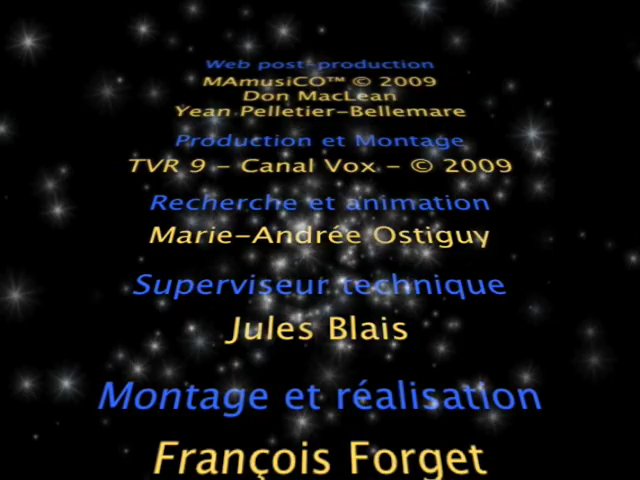 Web post-production
MAmusiCO™ © 2009
Don MacLean
Yean Pelletier-Bellemare
Production et Montage
TVR 9 - Canal Vox - © 2009
Recherche et animation
Marie-Andrée Ostiguy
Superviseur technique
Jules Blais
Montage et réalisation
François Forget